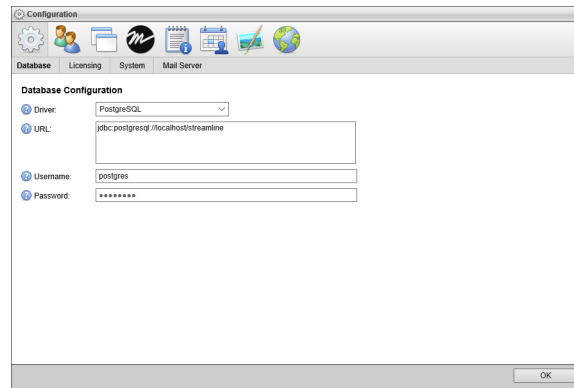 Configuration
Database Licensing System Mail Server
Database Configuration
Driver: PostgreSQL
URL: jdbc:postgresql://localhost/streamline
Username: postgres
Password: ●●●●●●●●
OK